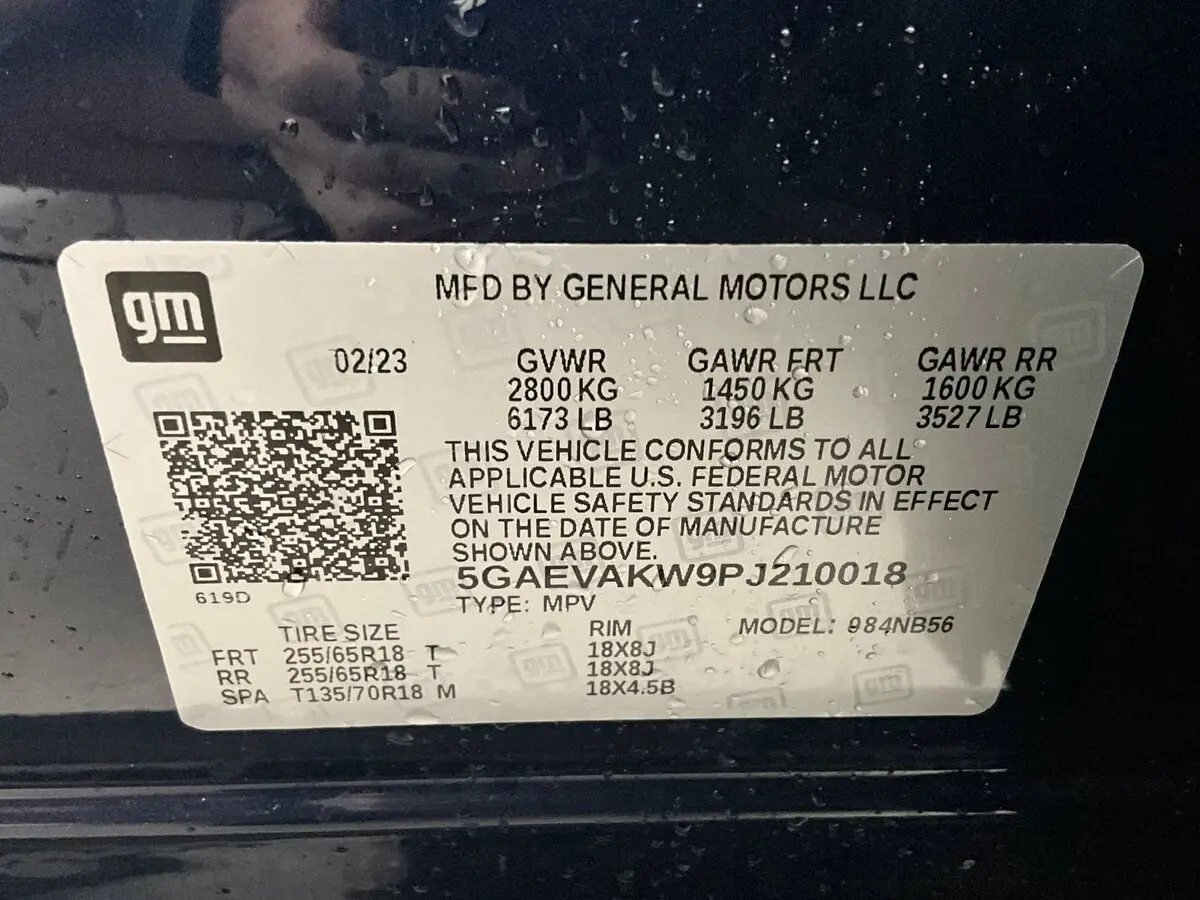 gm
MFD BY GENERAL MOTORS LLC
02/23 GVWR GAWR FRT GAWR RR
2800 KG 1450 KG 1600 KG
6173 LB 3196 LB 3527 LB
THIS VEHICLE CONFORMS TO ALL
APPLICABLE U.S. FEDERAL MOTOR
VEHICLE SAFETY STANDARDS IN EFFECT
ON THE DATE OF MANUFACTURE
SHOWN ABOVE.
5GAEVAKW9PJ210018
619D
TYPE: MPV
TIRE SIZE RIM MODEL: 984NB56
FRT 255/65R18 T 18X8J
RR 255/65R18 T 18X8J
SPA T135/70R18 M 18X4.5B